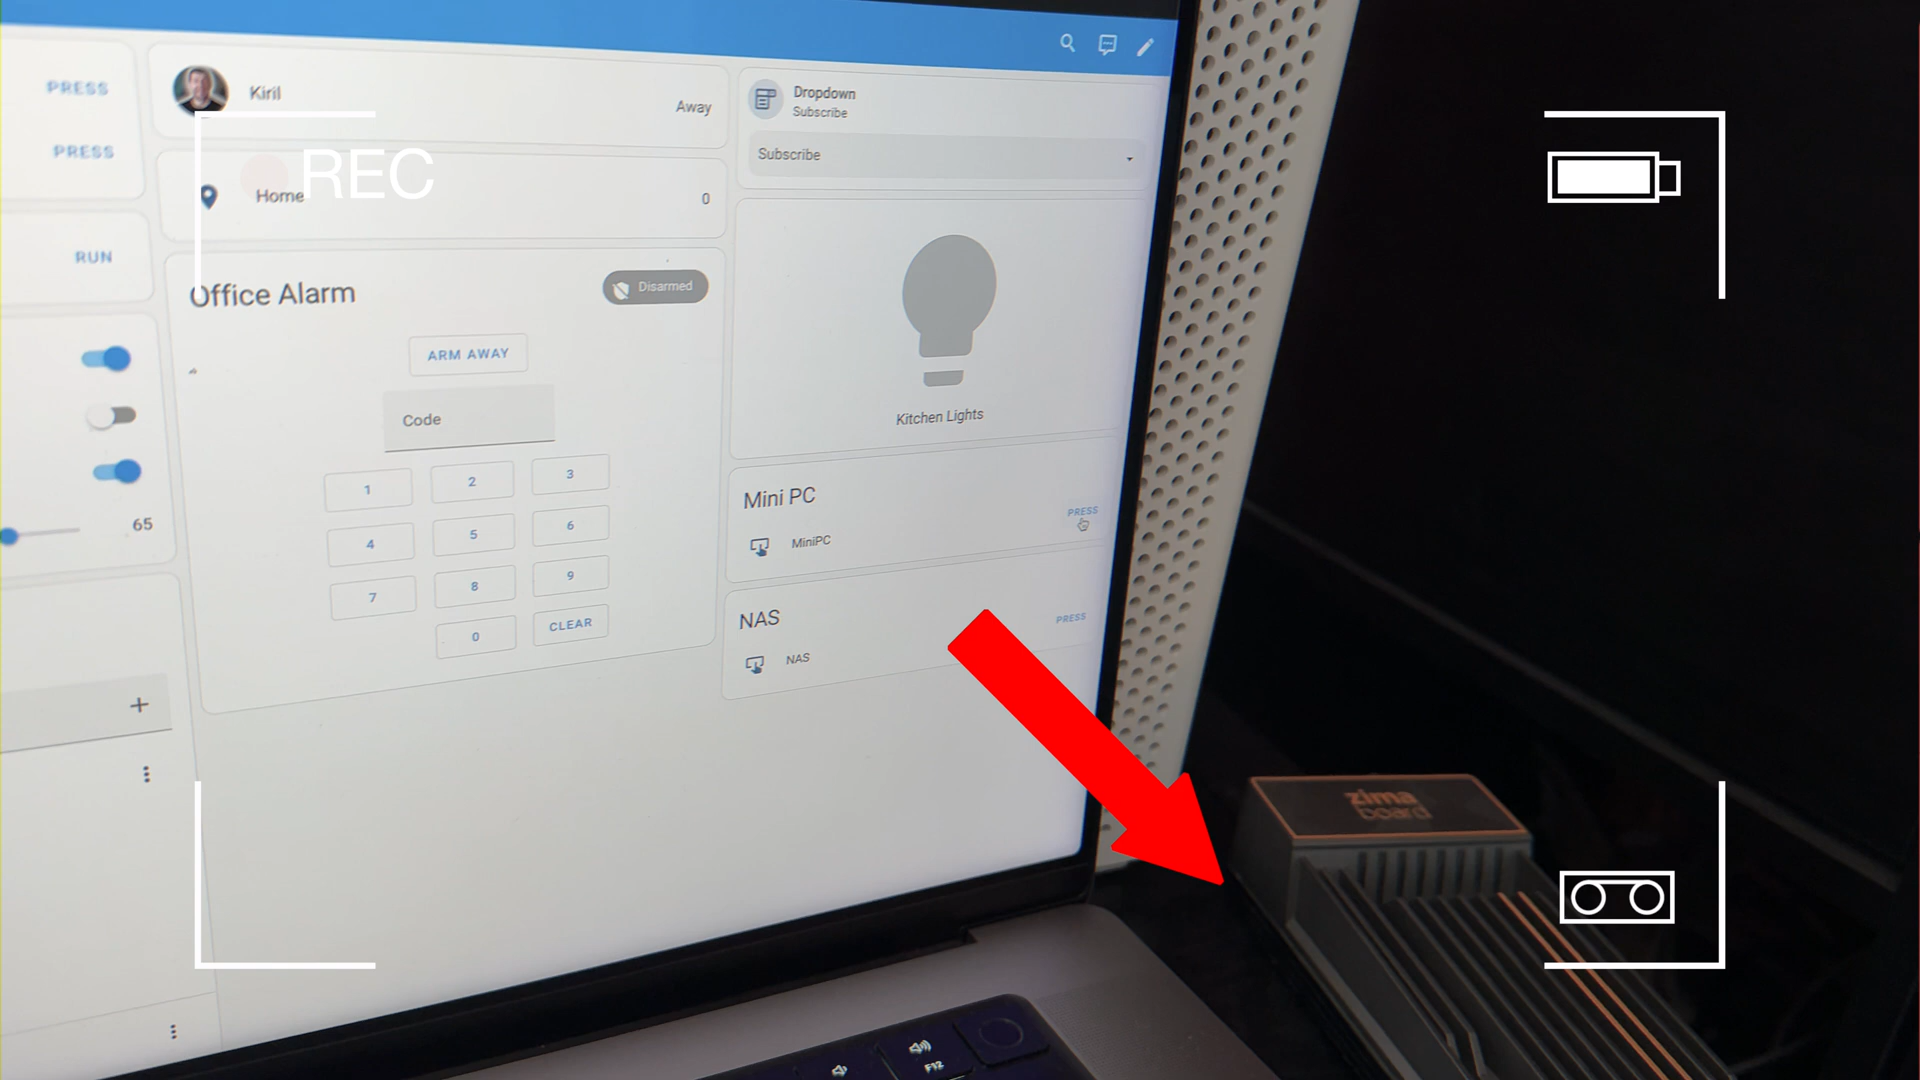 PRESS
PRESS
RUN
65
Kiril
Away
REC
Home
0
Office Alarm
Disarmed
ARM AWAY
Code
1
2
3
4
5
6
7
8
9
0
CLEAR
Dropdown
Subscribe
Subscribe
Kitchen Lights
Mini PC
PRESS
MiniPC
NAS
PRESS
NAS
zima
board
F12